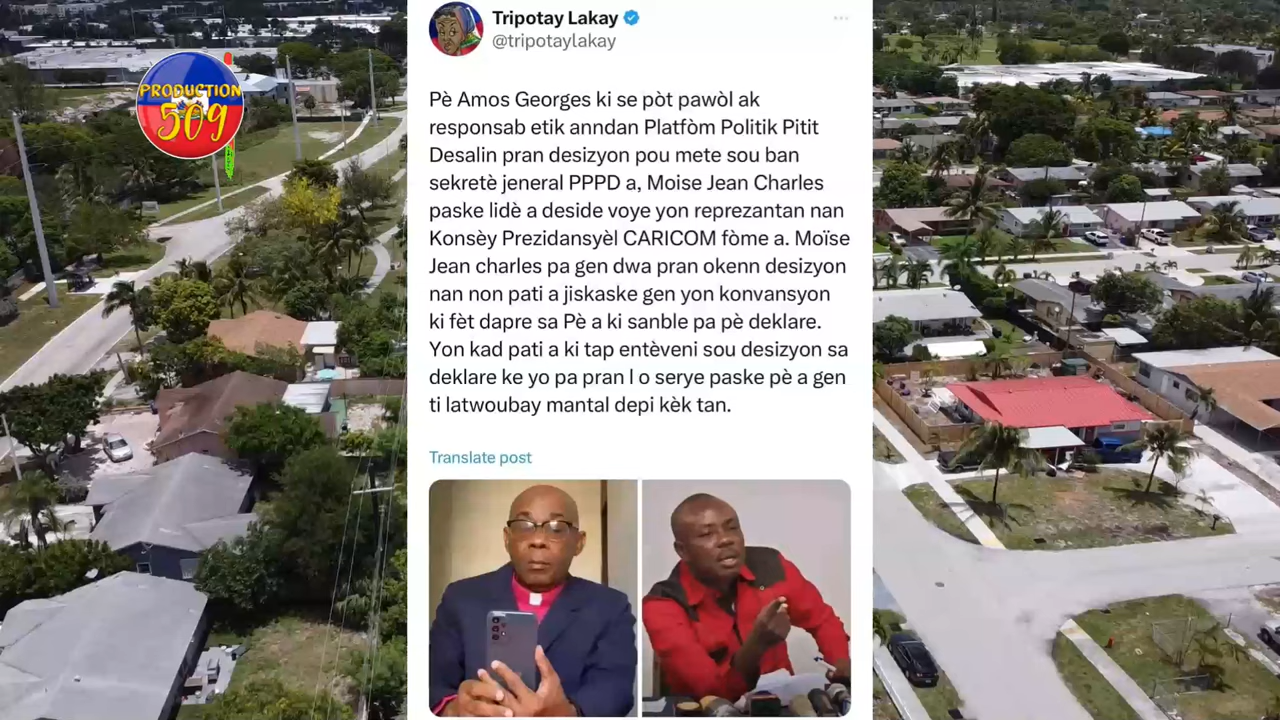 PRODUCTION
509
Tripotay Lakay
@tripotaylakay
Pè Amos Georges ki se pòt pawòl ak
responsab etik anndan Platfòm Politik Pitit
Desalin pran desizyon pou mete sou ban
sekretè jeneral PPPD a, Moise Jean Charles
paske lidè a deside voye yon reprezantan nan
Konsèy Prezidansyèl CARICOM fòme a. Moïse
Jean charles pa gen dwa pran okenn desizyon
nan non pati a jiskaske gen yon konvansyon
ki fèt dapre sa Pè a ki sanble pa pè deklare.
Yon kad pati a ki tap entèveni sou desizyon sa
deklare ke yo pa pran l o serye paske pè a gen
ti latwoubay mantal depi kèk tan.
Translate post